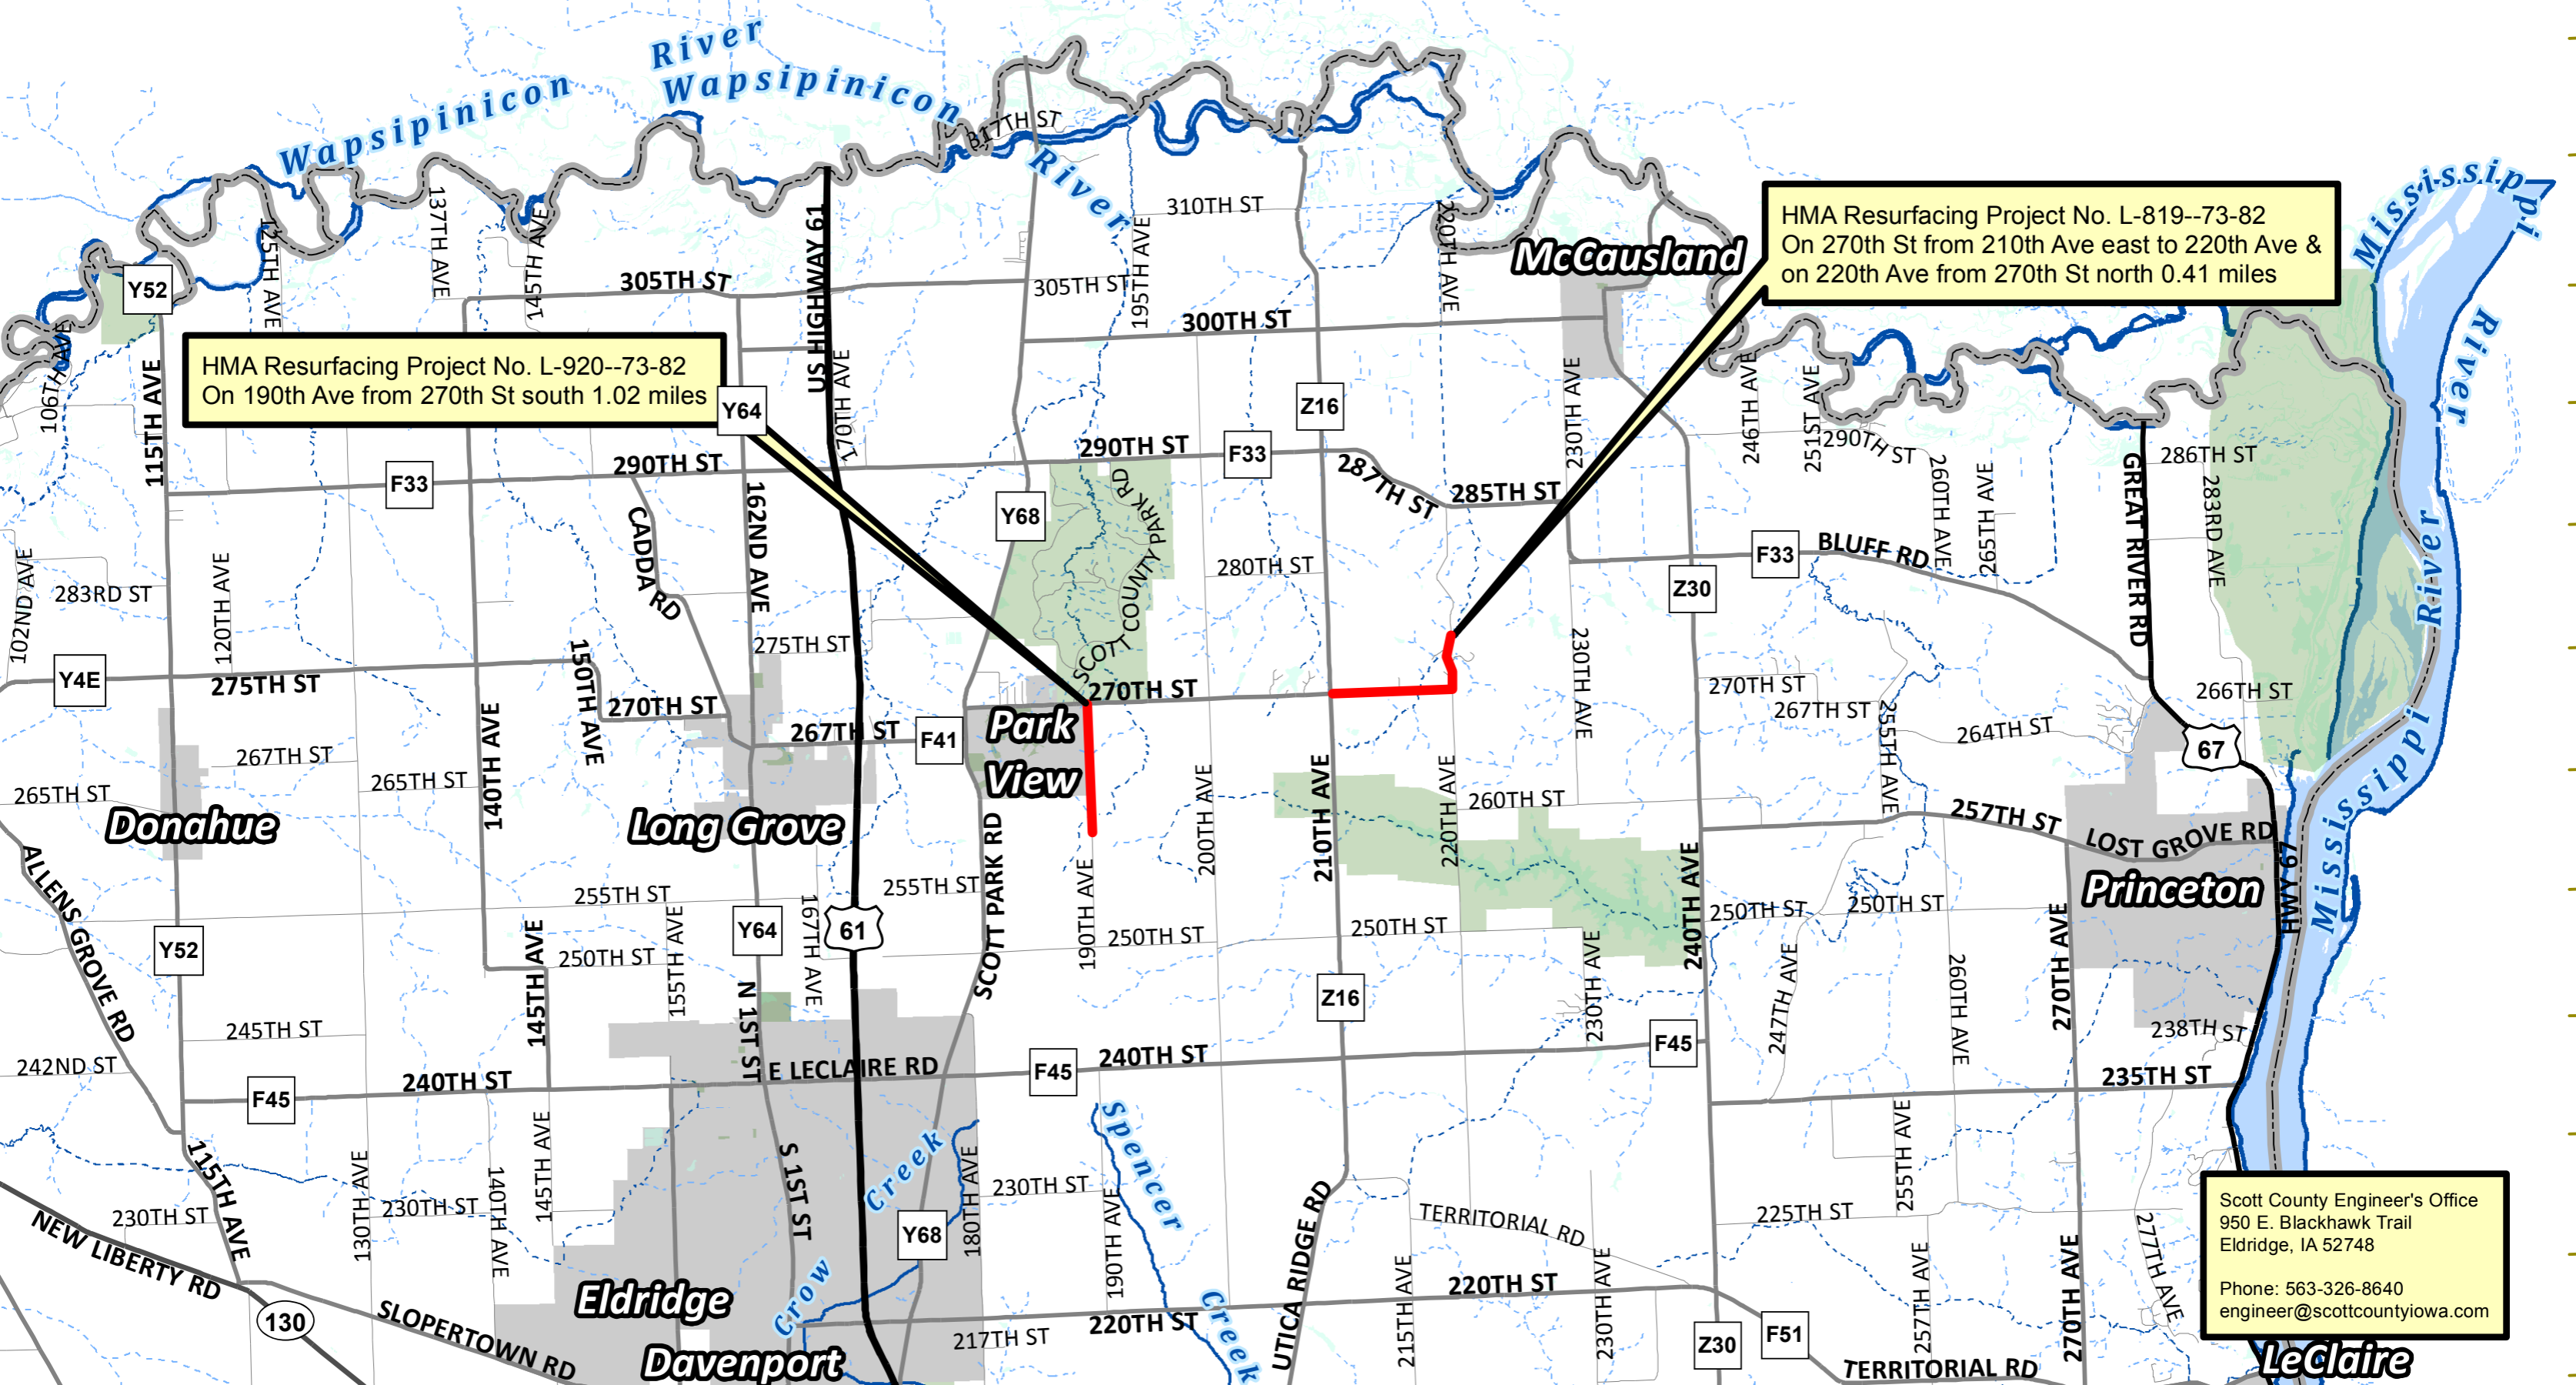 River
Wapsipinicon
Wapsipinicon
River
317TH ST
Mississippi
River
HMA Resurfacing Project No. L-819--73-82
On 270th St from 210th Ave east to 220th Ave &
on 220th Ave from 270th St north 0.41 miles
137TH AVE
125TH AVE
145TH AVE
US HIGHWAY 61
195TH AVE
310TH ST
220TH AVE
McCausland
Y52
305TH ST
305TH ST
300TH ST
106TH AVE
115TH AVE
HMA Resurfacing Project No. L-920--73-82
On 190th Ave from 270th St south 1.02 miles
Y64
170TH AVE
Z16
230TH AVE
246TH AVE
251ST AVE
290TH ST
F33
290TH ST
290TH ST
F33
287TH ST
285TH ST
260TH AVE
265TH AVE
GREAT RIVER RD
286TH ST
283RD AVE
CADDA RD
162ND AVE
Y68
SCOTT COUNTY PARK RD
280TH ST
Z30
F33
BLUFF RD
River
102ND AVE
283RD ST
120TH AVE
Y4E
275TH ST
150TH AVE
270TH ST
275TH ST
270TH ST
230TH AVE
270TH ST
267TH ST
255TH AVE
264TH ST
266TH ST
67
140TH AVE
267TH ST
F41
Park
View
267TH ST
265TH ST
265TH ST
Donahue
Long Grove
200TH AVE
210TH AVE
220TH AVE
260TH ST
257TH ST
LOST GROVE RD
Princeton
HWY 67
Mississippi
River
ALLENS GROVE RD
255TH ST
255TH ST
SCOTT PARK RD
190TH AVE
240TH AVE
Y52
145TH AVE
250TH ST
155TH AVE
Y64
167TH AVE
61
250TH ST
250TH ST
250TH ST
250TH ST
270TH AVE
Z16
230TH AVE
247TH AVE
260TH AVE
238TH ST
245TH ST
242ND ST
N 1ST ST
E LECLAIRE RD
F45
240TH ST
F45
240TH ST
F45
235TH ST
115TH AVE
130TH AVE
140TH AVE
145TH AVE
S 1ST ST
Creek
180TH AVE
Spencer
190TH AVE
230TH ST
230TH ST
230TH ST
NEW LIBERTY RD
Y68
UTICA RIDGE RD
TERRITORIAL RD
225TH ST
255TH AVE
277TH AVE
Scott County Engineer's Office
950 E. Blackhawk Trail
Eldridge, IA 52748
Phone: 563-326-8640
engineer@scottcountyiowa.com
130
SLOPERTOWN RD
Eldridge
Crow
Davenport
217TH ST
220TH ST
Creek
215TH AVE
220TH ST
230TH AVE
Z30
F51
257TH AVE
270TH AVE
TERRITORIAL RD
LeClaire